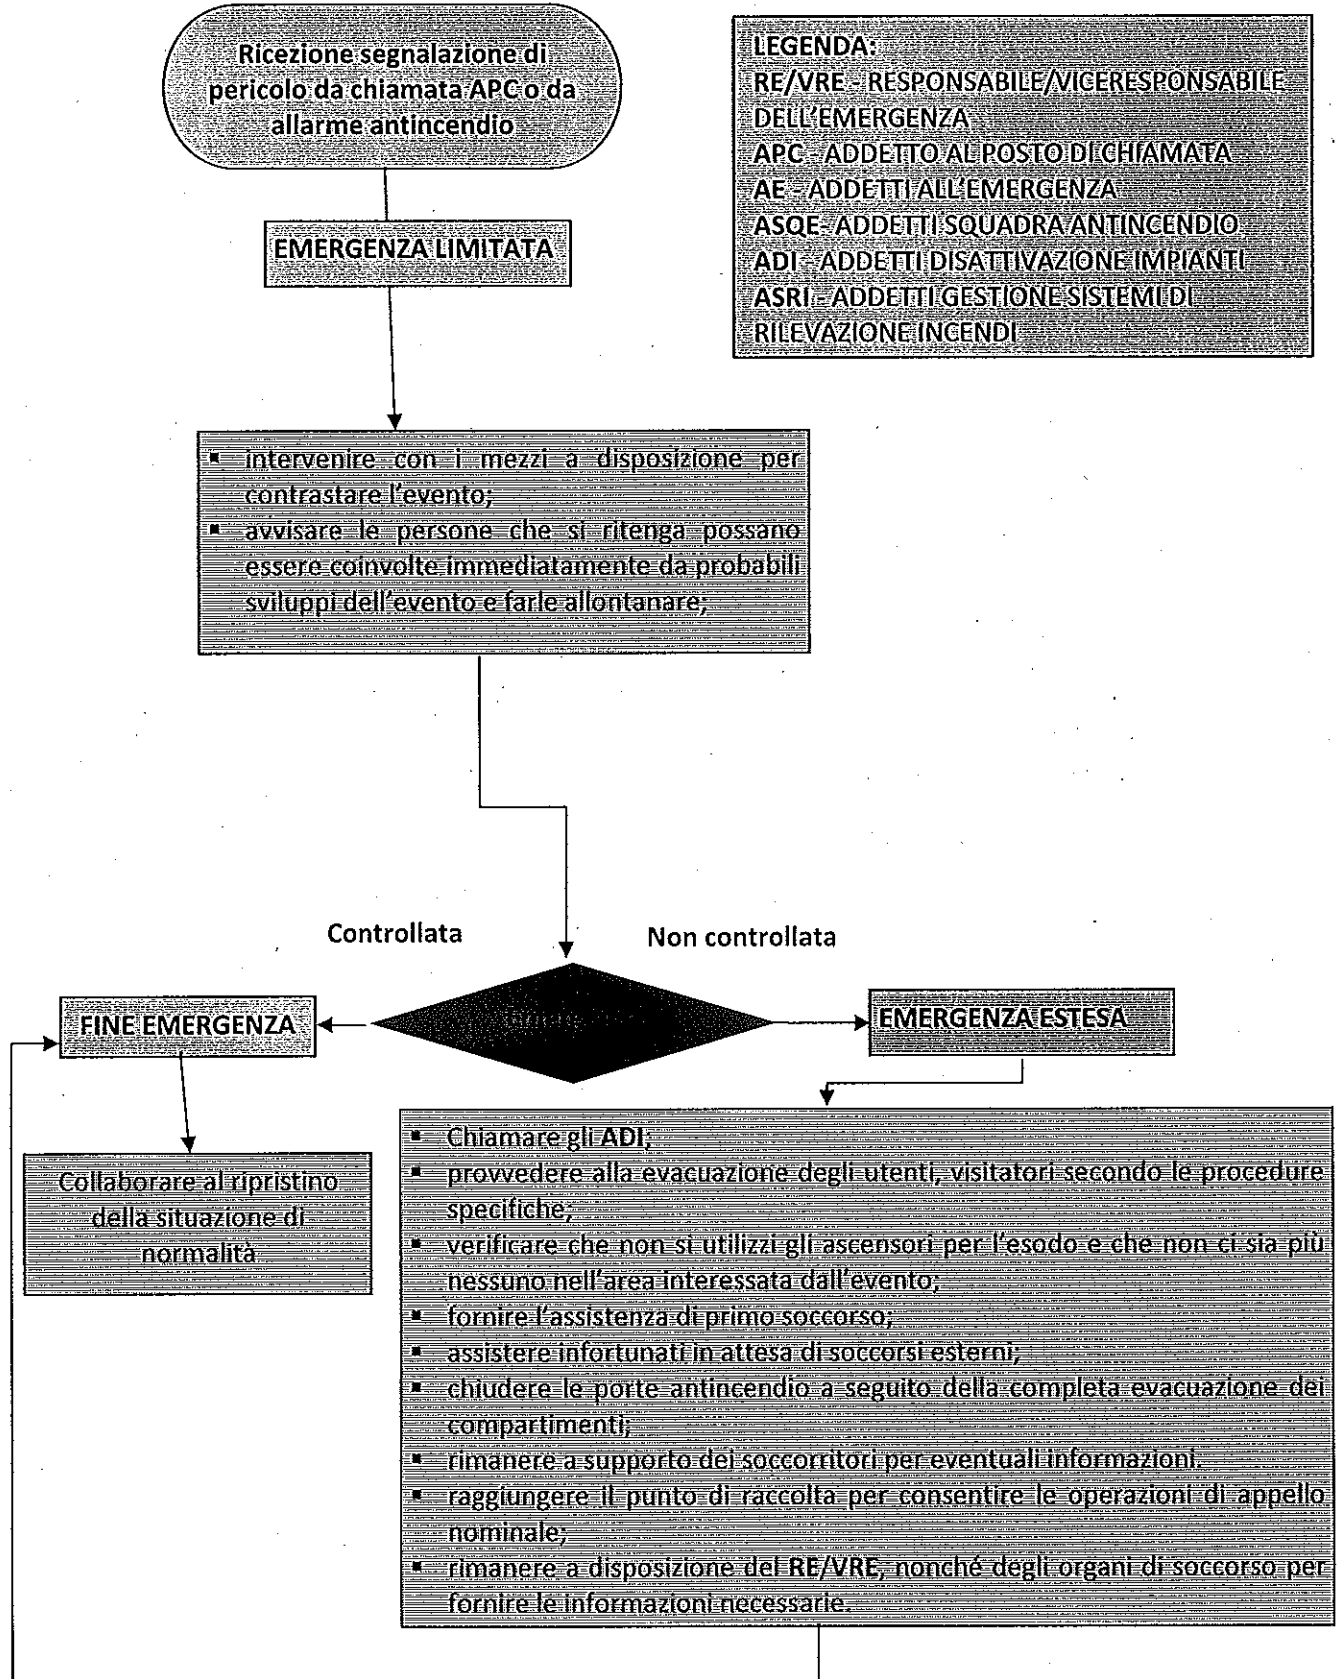 Ricezione segnalazione di
pericolo da chiamata APC o da
allarme antincendio
LEGENDA:
RE/VRE - RESPONSABILE/VICERESPONSABILE
DELL'EMERGENZA
APC - ADDETTO AL POSTO DI CHIAMATA
AE - ADDETTI ALL'EMERGENZA
ASQE- ADDETTI SQUADRA ANTINCENDIO
ADI - ADDETTI DISATTIVAZIONE IMPIANTI
ASRI - ADDETTI GESTIONE SISTEMI DI
RILEVAZIONE INCENDI
EMERGENZA LIMITATA
▪ intervenire con i mezzi a disposizione per
contrastare l'evento;
▪ avvisare le persone che si ritenga possano
essere coinvolte immediatamente da probabili
sviluppi dell'evento e farle allontanare;
Controllata
Non controllata
FINE EMERGENZA
EMERGENZA ESTESA
Collaborare al ripristino
della situazione di
normalità
▪ Chiamare gli ADI;
▪ provvedere alla evacuazione degli utenti, visitatori secondo le procedure
specifiche;
▪ verificare che non si utilizzi gli ascensori per l'esodo e che non ci sia più
nessuno nell'area interessata dall'evento;
▪ fornire l'assistenza di primo soccorso;
▪ assistere infortunati in attesa di soccorsi esterni;
▪ chiudere le porte antincendio a seguito della completa evacuazione dei
compartimenti;
▪ rimanere a supporto dei soccorritori per eventuali informazioni.
▪ raggiungere il punto di raccolta per consentire le operazioni di appello
nominale;
▪ rimanere a disposizione del RE/VRE, nonché degli organi di soccorso per
fornire le informazioni necessarie.